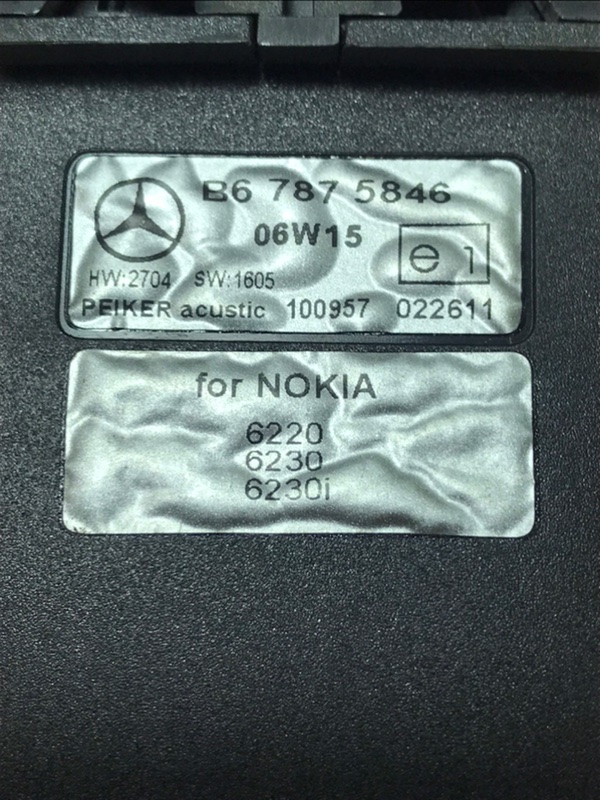 B6 787 5846
06W15
e 1
HW:2704 SW:1605
PEIKER acustic 100957 022611
for NOKIA
6220
6230
6230i